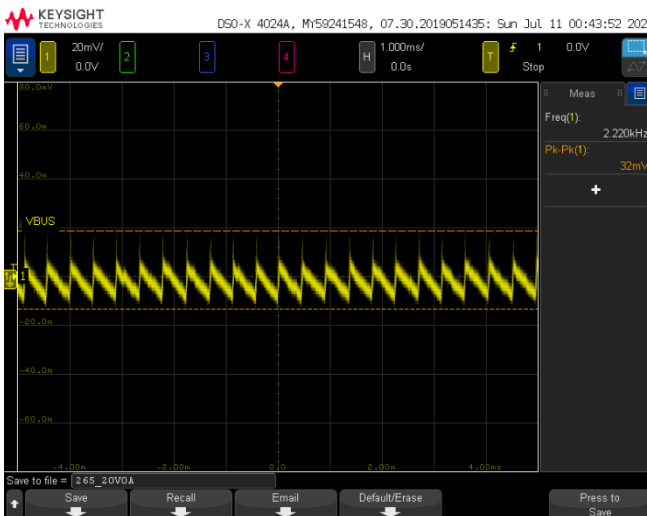 KEYSIGHT
TECHNOLOGIES
DSO-X 4024A, MY59241548, 07.30.2019051435: Sun Jul 11 00:43:52 202
1 20mV/ 0.0V 2 3 4 H 1.000ms/ 0.0s T 1 0.0V Stop
Meas
Freq(1):
2.220kHz
Pk-Pk(1):
32mV
+
80.0mV
60.0m
40.0m
VBUS
1
-20.0m
-40.0m
-60.0m
-4.00m -2.00m 0.0 2.00m 4.00ms
Save to file = 265_20V0A
Save Recall Email Default/Erase Press to
Save